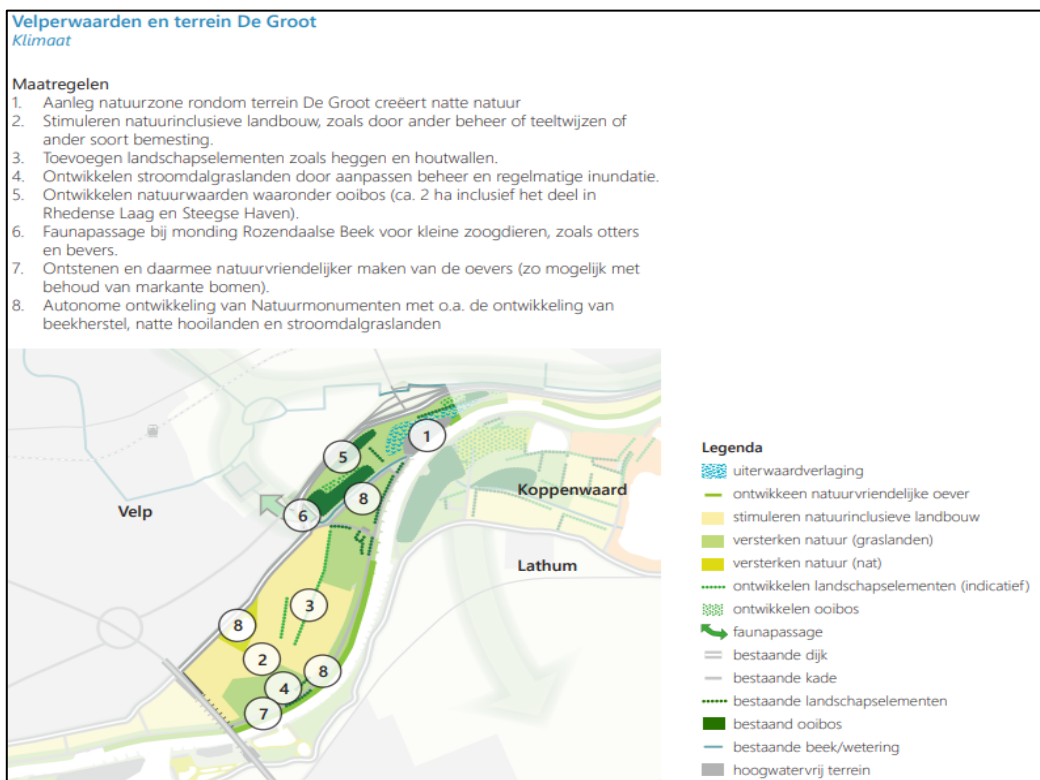 Velperwaarden en terrein De Groot
Klimaat
Maatregelen
1. Aanleg natuurzone rondom terrein De Groot creëert natte natuur
2. Stimuleren natuurinclusieve landbouw, zoals door ander beheer of teeltwijzen of
ander soort bemesting.
3. Toevoegen landschapselementen zoals heggen en houtwallen.
4. Ontwikkelen stroomdalgraslanden door aanpassen beheer en regelmatige inundatie.
5. Ontwikkelen natuurwaarden waaronder ooibos (ca. 2 ha inclusief het deel in
Rhedense Laag en Steegse Haven).
6. Faunapassage bij monding Rozendaalse Beek voor kleine zoogdieren, zoals otters
en bevers.
7. Ontstenen en daarmee natuurvriendelijker maken van de oevers (zo mogelijk met
behoud van markante bomen).
8. Autonome ontwikkeling van Natuurmonumenten met o.a. de ontwikkeling van
beekherstel, natte hooilanden en stroomdalgraslanden
1
5
8
6
Velp
Koppenwaard
Lathum
3
8
2
8
4
7
Legenda
uiterwaardverlaging
ontwikkeen natuurvriendelijke oever
stimuleren natuurinclusieve landbouw
versterken natuur (graslanden)
versterken natuur (nat)
ontwikkelen landschapselementen (indicatief)
ontwikkelen ooibos
faunapassage
bestaande dijk
bestaande kade
bestaande landschapselementen
bestaand ooibos
bestaande beek/wetering
hoogwatervrij terrein